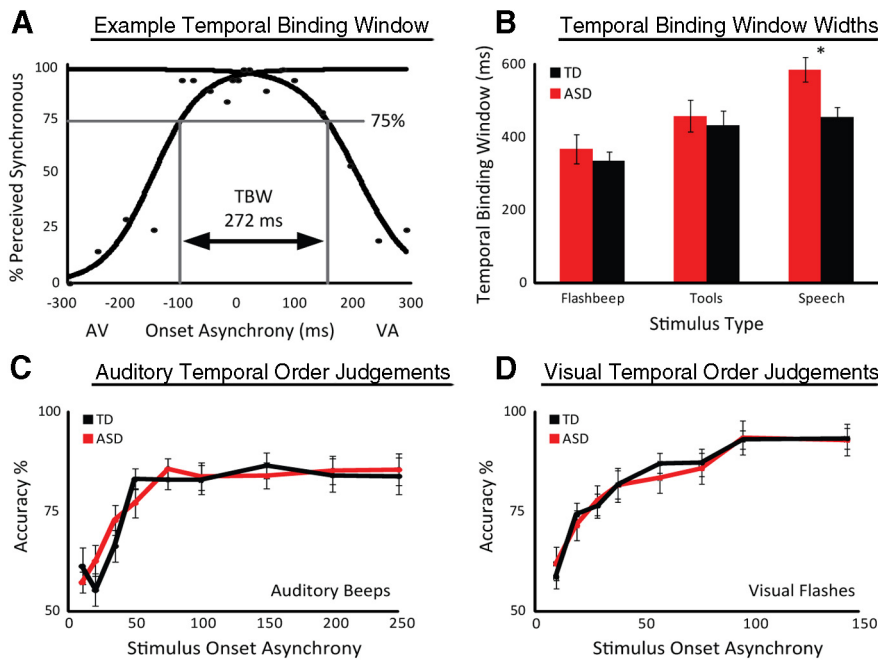 A Example Temporal Binding Window
% Perceived Synchronous
100
75
50
25
0
75%
TBW
272 ms
-300 -200 -100 0 100 200 300
AV Onset Asynchrony (ms) VA
B Temporal Binding Window Widths
Temporal Binding Window (ms)
600
400
200
0
TD
ASD
*
Flashbeep Tools Speech
Stimulus Type
C Auditory Temporal Order Judgements
Accuracy %
100
75
50
TD
ASD
Auditory Beeps
0 50 100 150 200 250
Stimulus Onset Asynchrony
D Visual Temporal Order Judgements
Accuracy %
100
75
50
TD
ASD
Visual Flashes
0 50 100 150
Stimulus Onset Asynchrony